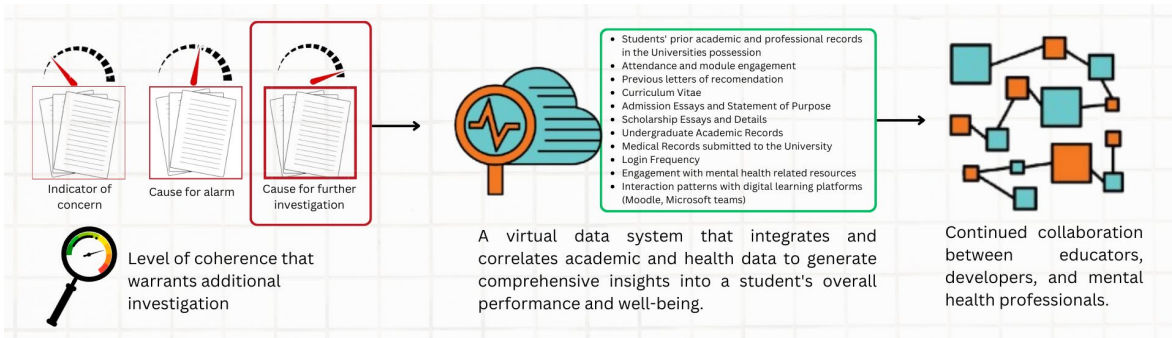 Indicator of
concern
Cause for alarm
Cause for further
investigation
Level of coherence that
warrants additional
investigation
• Students' prior academic and professional records
in the Universities possession
• Attendance and module engagement
• Previous letters of recomendation
• Curriculum Vitae
• Admission Essays and Statement of Purpose
• Scholarship Essays and Details
• Undergraduate Academic Records
• Medical Records submitted to the University
• Login Frequency
• Engagement with mental health related resources
• Interaction patterns with digital learning platforms
(Moodle, Microsoft teams)
A virtual data system that integrates and
correlates academic and health data to generate
comprehensive insights into a student's overall
performance and well-being.
Continued collaboration
between educators,
developers, and mental
health professionals.